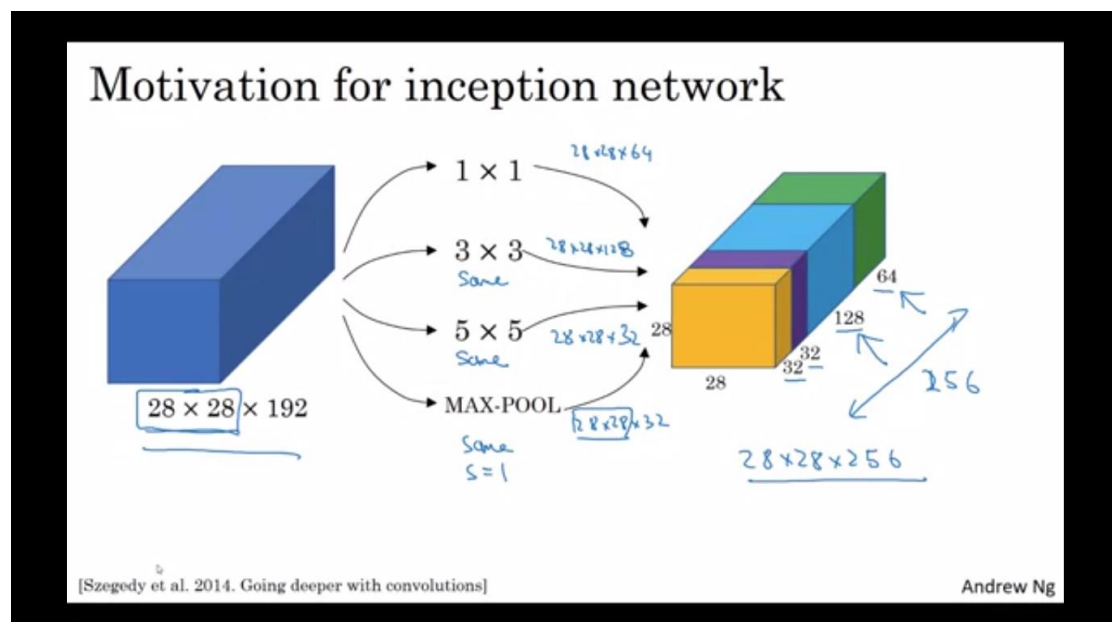 Motivation for inception network
1 × 1
28×28×64
3 × 3
28×28×128
Same
5 × 5
28×28×32
Same
MAX-POOL
28×28×32
Same
s=1
28 × 28 × 192
28
28
32
32
128
64
256
28×28×256
[Szegedy et al. 2014. Going deeper with convolutions]
Andrew Ng